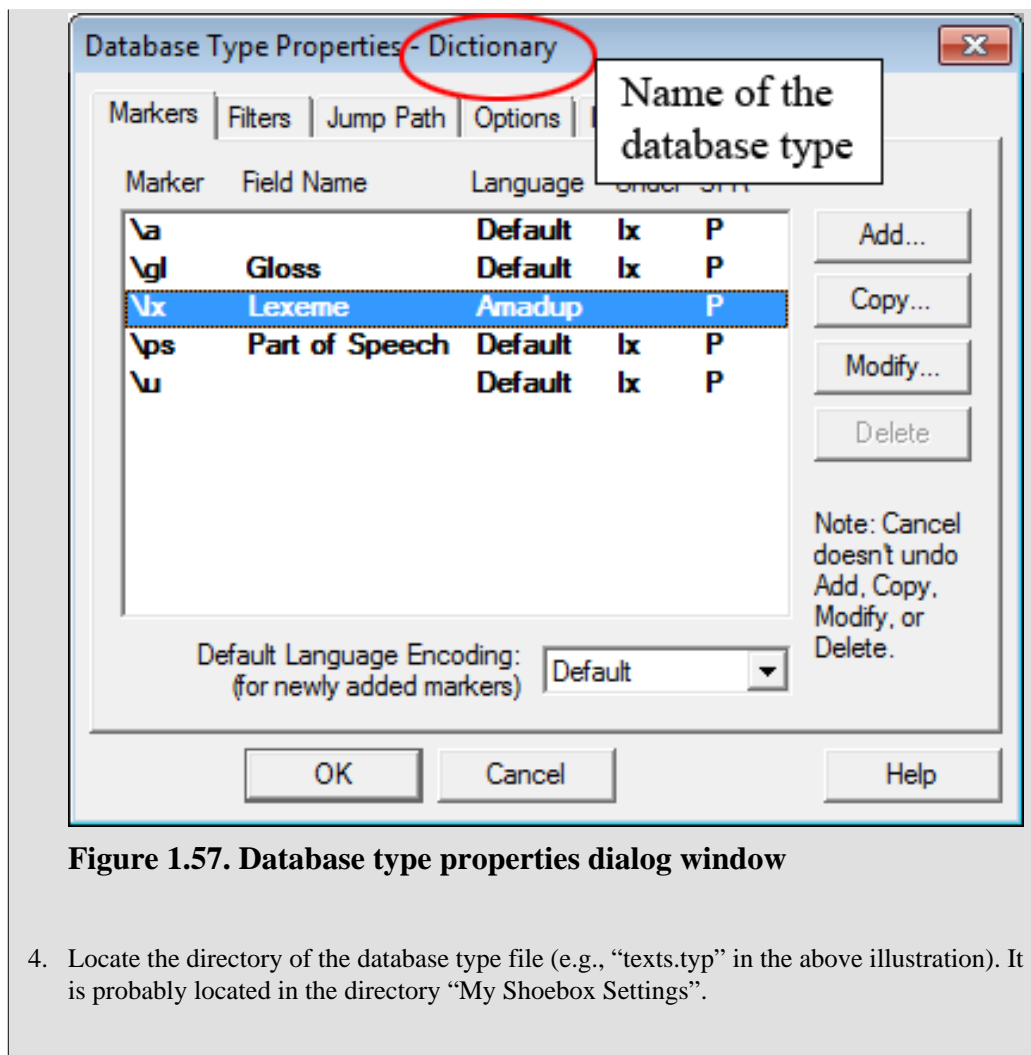 Database Type Properties - Dictionary
Name of the
database type
Markers Filters Jump Path Options
Marker Field Name Language
\a Default lx P
\gl Gloss Default lx P
\lx Lexeme Amadup P
\ps Part of Speech Default lx P
\u Default lx P
Add...
Copy...
Modify...
Delete
Note: Cancel
doesn't undo
Add, Copy,
Modify, or
Delete.
Default Language Encoding:
(for newly added markers)
Default
OK Cancel Help
Figure 1.57. Database type properties dialog window
4. Locate the directory of the database type file (e.g., “texts.typ” in the above illustration). It
is probably located in the directory “My Shoebox Settings”.